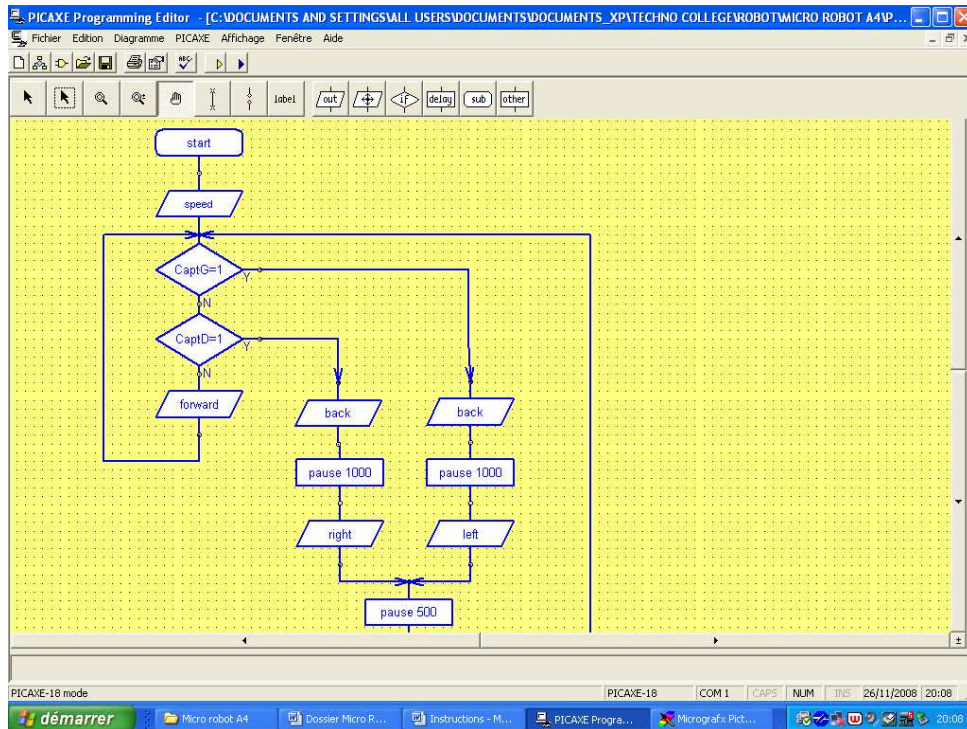 PICAXE Programming Editor - [C:\DOCUMENTS AND SETTINGS\ALL USERS\DOCUMENTS\DOCUMENTS_XP\TECHNO COLLEGE\ROBOT\MICRO ROBOT A4\P...
Fichier Edition Diagramme PICAXE Affichage Fenêtre Aide
ABC
label out if delay sub other
start
speed
CaptG=1
Y
N
CaptD=1
Y
N
forward
back back
pause 1000 pause 1000
right left
pause 500
PICAXE-18 mode PICAXE-18 COM 1 CAPS NUM INS 26/11/2008 20:08
démarrer Micro robot A4 Dossier Micro R... Instructions - M... PICAXE Progra... Micrografx Pict... 20:08